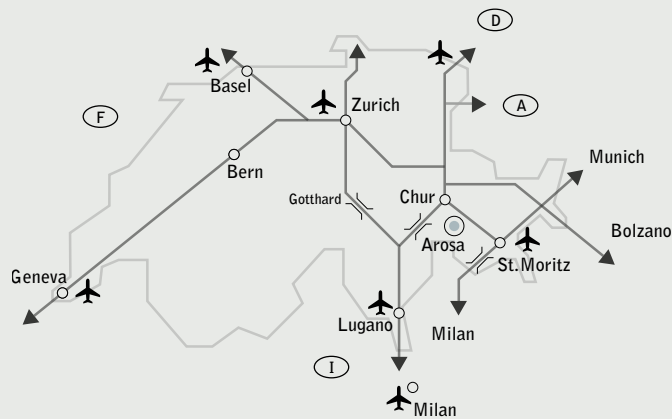 D
Basel
F
Zurich
A
Bern
Munich
Gotthard
Chur
Arosa
Bolzano
St. Moritz
Geneva
Lugano
Milan
I
Milan